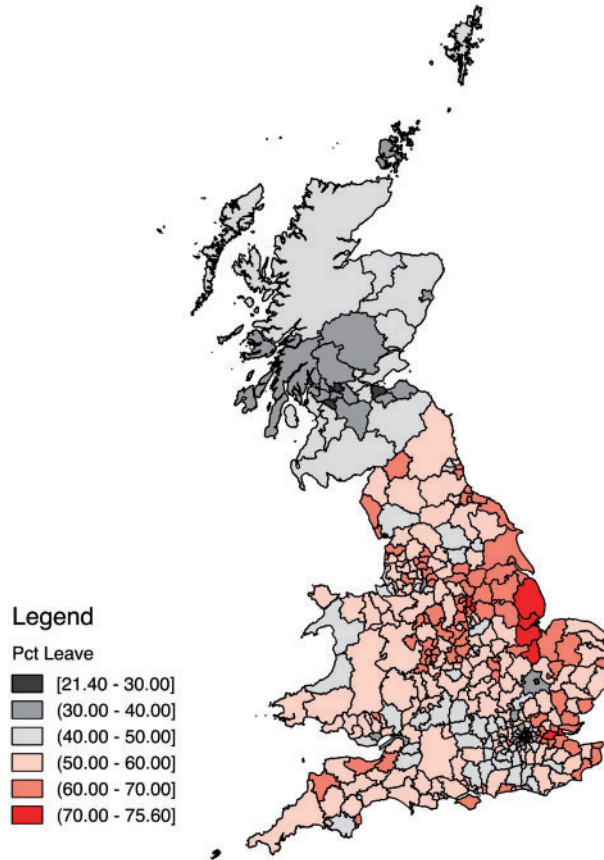 Legend
Pct Leave
[21.40 - 30.00]
(30.00 - 40.00]
(40.00 - 50.00]
(50.00 - 60.00]
(60.00 - 70.00]
(70.00 - 75.60]